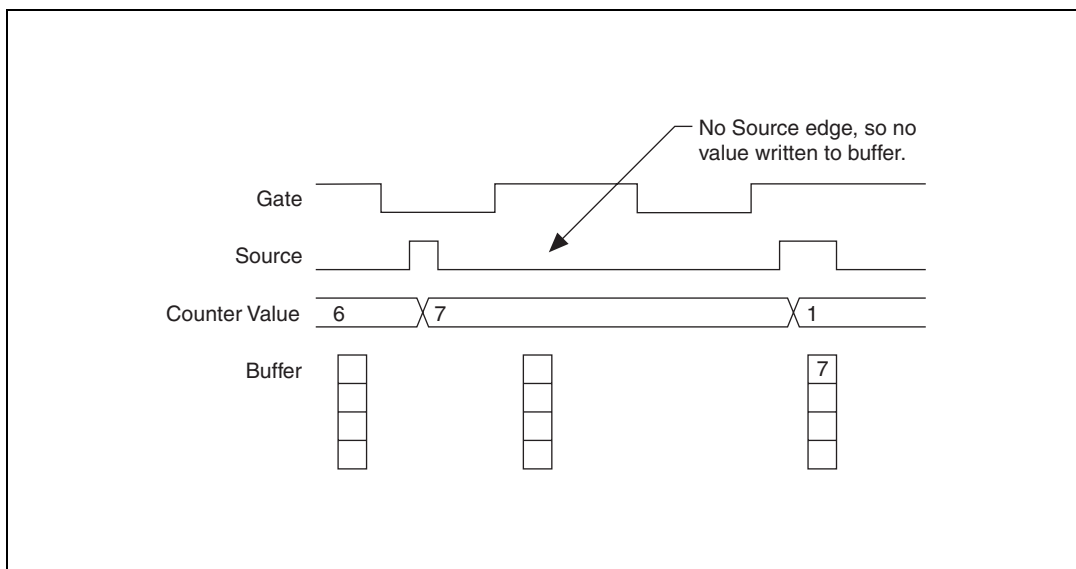 No Source edge, so no
value written to buffer.
Gate
Source
Counter Value 6 7 1
Buffer 7